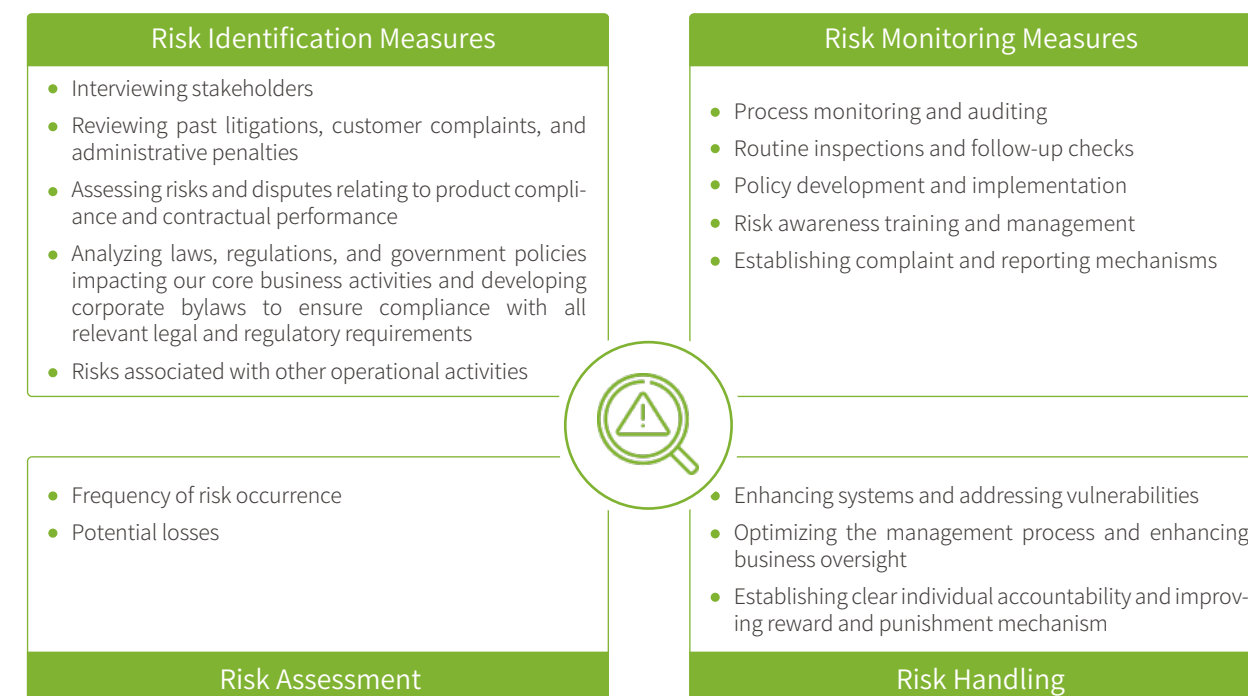 Risk Identification Measures
• Interviewing stakeholders
• Reviewing past litigations, customer complaints, and
administrative penalties
• Assessing risks and disputes relating to product compli-
ance and contractual performance
• Analyzing laws, regulations, and government policies
impacting our core business activities and developing
corporate bylaws to ensure compliance with all
relevant legal and regulatory requirements
• Risks associated with other operational activities
Risk Monitoring Measures
• Process monitoring and auditing
• Routine inspections and follow-up checks
• Policy development and implementation
• Risk awareness training and management
• Establishing complaint and reporting mechanisms
• Frequency of risk occurrence
• Potential losses
Risk Assessment
• Enhancing systems and addressing vulnerabilities
• Optimizing the management process and enhancing
business oversight
• Establishing clear individual accountability and improv-
ing reward and punishment mechanism
Risk Handling